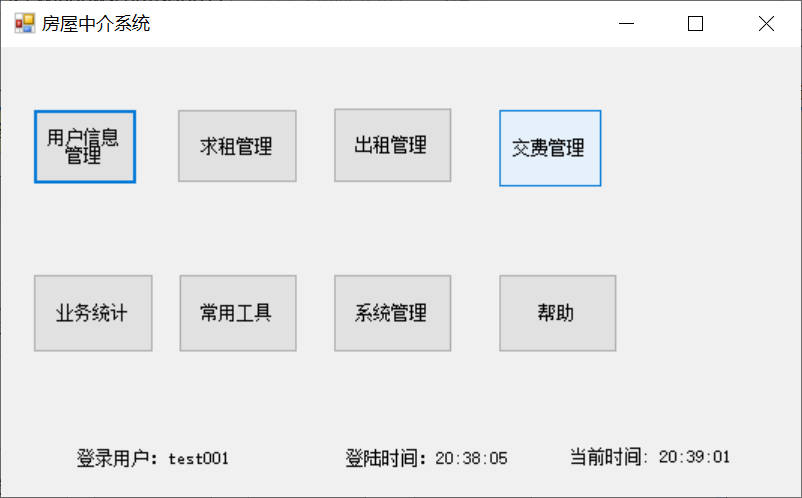 房屋中介系统
用户信息
管理
求租管理
出租管理
交费管理
业务统计
常用工具
系统管理
帮助
登录用户：test001
登陆时间：20:38:05
当前时间: 20:39:01